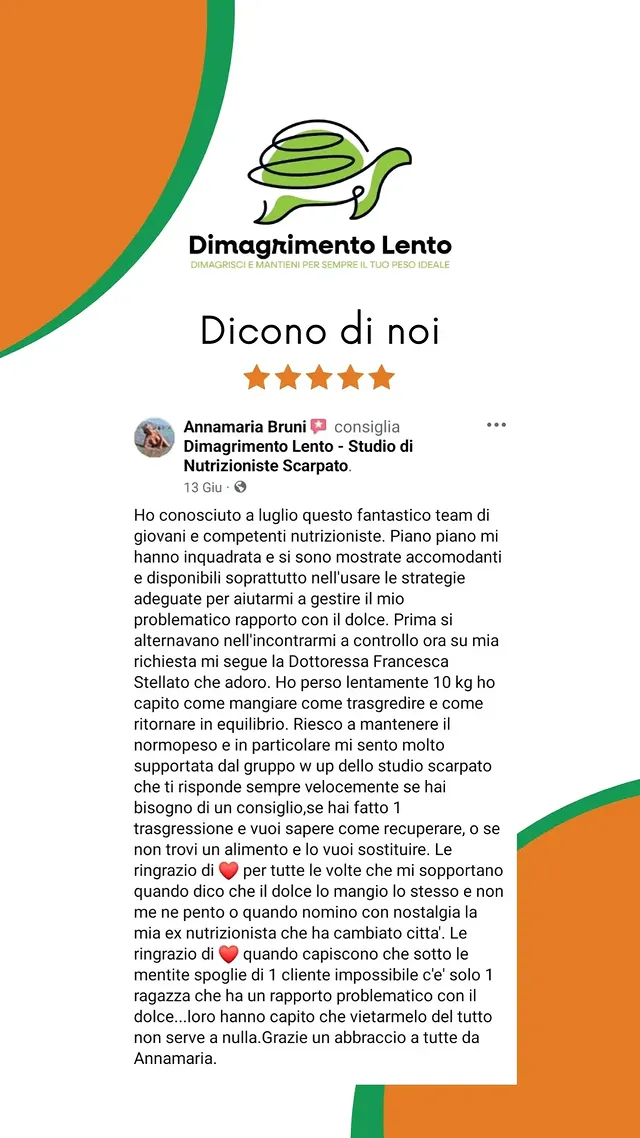 Dimagrimento Lento
DIMAGRISCI E MANTIENI PER SEMPRE IL TUO PESO IDEALE
Dicono di noi
Annamaria Bruni consiglia
Dimagrimento Lento - Studio di
Nutrizioniste Scarpato.
13 Giu ·
Ho conosciuto a luglio questo fantastico team di
giovani e competenti nutrizioniste. Piano piano mi
hanno inquadrata e si sono mostrate accomodanti
e disponibili soprattutto nell'usare le strategie
adeguate per aiutarmi a gestire il mio
problematico rapporto con il dolce. Prima si
alternavano nell'incontrarmi a controllo ora su mia
richiesta mi segue la Dottoressa Francesca
Stellato che adoro. Ho perso lentamente 10 kg ho
capito come mangiare come trasgredire e come
ritornare in equilibrio. Riesco a mantenere il
normopeso e in particolare mi sento molto
supportata dal gruppo w up dello studio scarpato
che ti risponde sempre velocemente se hai
bisogno di un consiglio,se hai fatto 1
trasgressione e vuoi sapere come recuperare, o se
non trovi un alimento e lo vuoi sostituire. Le
ringrazio di ♥️ per tutte le volte che mi sopportano
quando dico che il dolce lo mangio lo stesso e non
me ne pento o quando nomino con nostalgia la
mia ex nutrizionista che ha cambiato citta'. Le
ringrazio di ♥️ quando capiscono che sotto le
mentite spoglie di 1 cliente impossibile c'e' solo 1
ragazza che ha un rapporto problematico con il
dolce...loro hanno capito che vietarmelo del tutto
non serve a nulla.Grazie un abbraccio a tutte da
Annamaria.